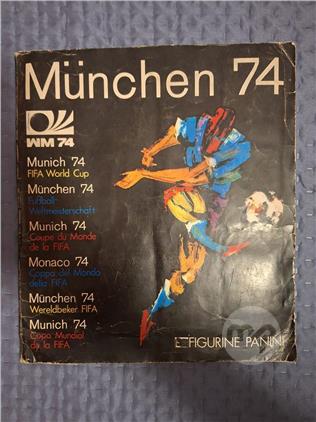 München 74
WM 74
Munich 74
FIFA World Cup
München 74
Fußball-
Weltmeisterschaft
Munich 74
Coupe du Monde
de la FIFA
Monaco 74
Coppa del Mondo
della FIFA
München 74
Wereldbeker FIFA
Munich 74
Copa Mundial
de la FIFA
FIGURINE PANINI